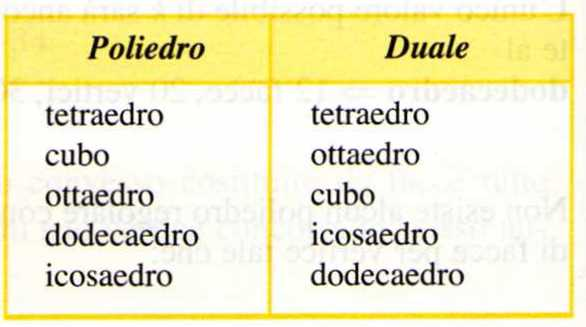 Poliedro Duale
tetraedro tetraedro
cubo ottaedro
ottaedro cubo
dodecaedro icosaedro
icosaedro dodecaedro